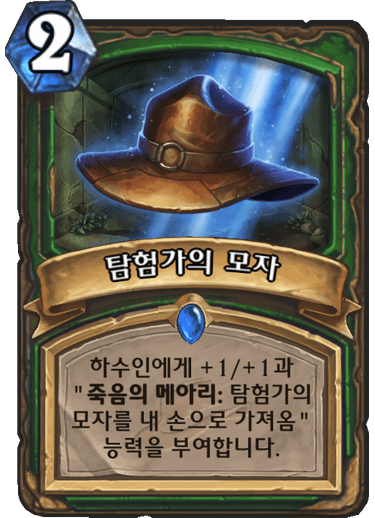 2
탐험가의 모자
하수인에게 +1/+1과
"죽음의 메아리: 탐험가의
모자를 내 손으로 가져옴"
능력을 부여합니다.